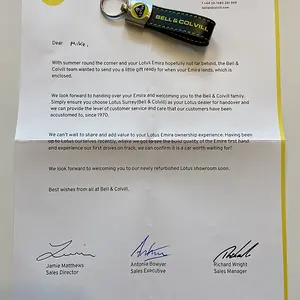 BELL & COLVILL
Dear Mike,
With summer round the corner and your Lotus Emira hopefully not far behind, the Bell &
Colvill team wanted to send you a little gift ready for when your Emira lands, which is
enclosed.
We look forward to handing over your Emira and welcoming you to the Bell & Colvill family.
Simply ensure you choose Lotus Surrey(Bell & Colvill) as your Lotus dealer for handover and
we can provide the level of customer service and care that our customers have been
accustomed to, since 1970.
We can't wait to share and add value to your Lotus Emira ownership experience. Having been
up to Lotus ourselves recently, where we got to see the build quality of the Emira first hand
and experience our first drives on track, we can confirm it is a car worth waiting for!
We look forward to welcoming you to our newly refurbished Lotus showroom soon.
Best wishes from all at Bell & Colvill.
Jamie Matthews
Sales Director
Antonia Bowyer
Sales Executive
Richard Wright
Sales Manager